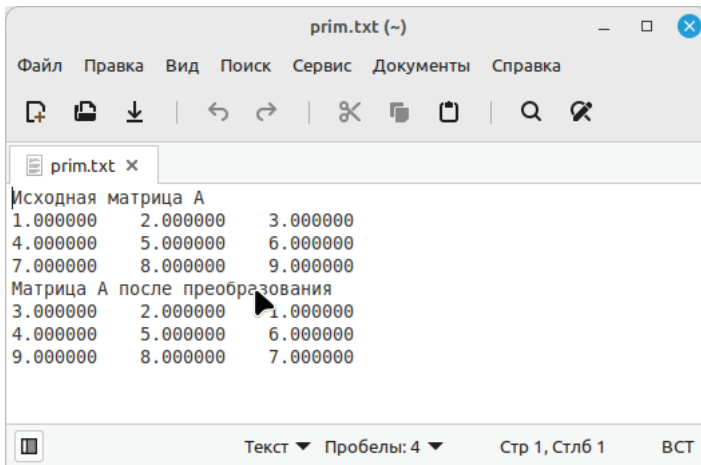 prim.txt (~)
Файл Правка Вид Поиск Сервис Документы Справка
prim.txt
Исходная матрица А
1.000000 2.000000 3.000000
4.000000 5.000000 6.000000
7.000000 8.000000 9.000000
Матрица А после преобразования
3.000000 2.000000 1.000000
4.000000 5.000000 6.000000
9.000000 8.000000 7.000000
Текст Пробелы: 4 Стр 1, Стлб 1 ВСТ